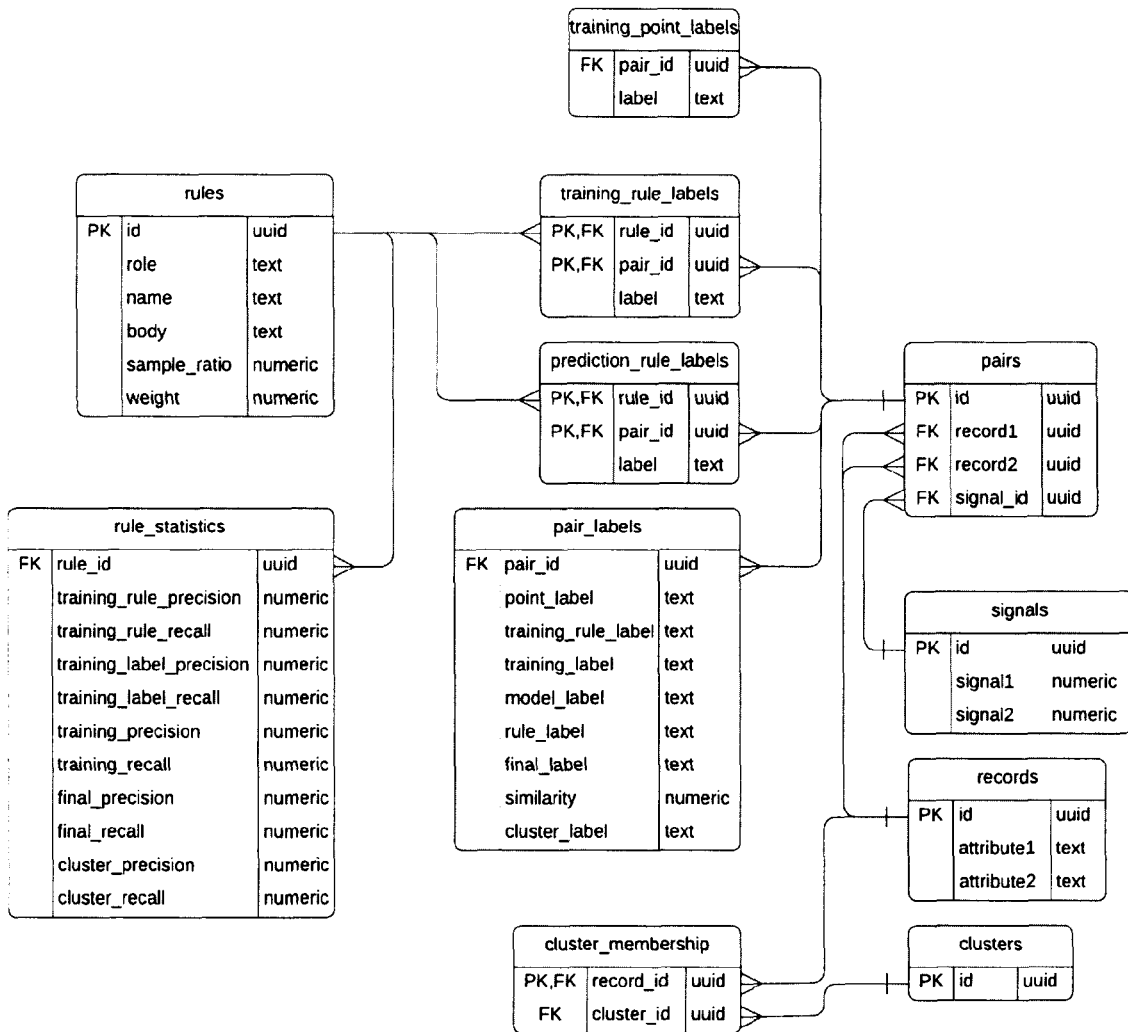 training_point_labels
FK pair_id uuid
label text
rules
PK id uuid
role text
name text
body text
sample_ratio numeric
weight numeric
training_rule_labels
PK,FK rule_id uuid
PK,FK pair_id uuid
label text
prediction_rule_labels
PK,FK rule_id uuid
PK,FK pair_id uuid
label text
pairs
PK id uuid
FK record1 uuid
FK record2 uuid
FK signal_id uuid
rule_statistics
FK rule_id uuid
training_rule_precision numeric
training_rule_recall numeric
training_label_precision numeric
training_label_recall numeric
training_precision numeric
training_recall numeric
final_precision numeric
final_recall numeric
cluster_precision numeric
cluster_recall numeric
pair_labels
FK pair_id uuid
point_label text
training_rule_label text
training_label text
model_label text
rule_label text
final_label text
similarity numeric
cluster_label text
signals
PK id uuid
signal1 numeric
signal2 numeric
records
PK id uuid
attribute1 text
attribute2 text
cluster_membership
PK,FK record_id uuid
FK cluster_id uuid
clusters
PK id uuid